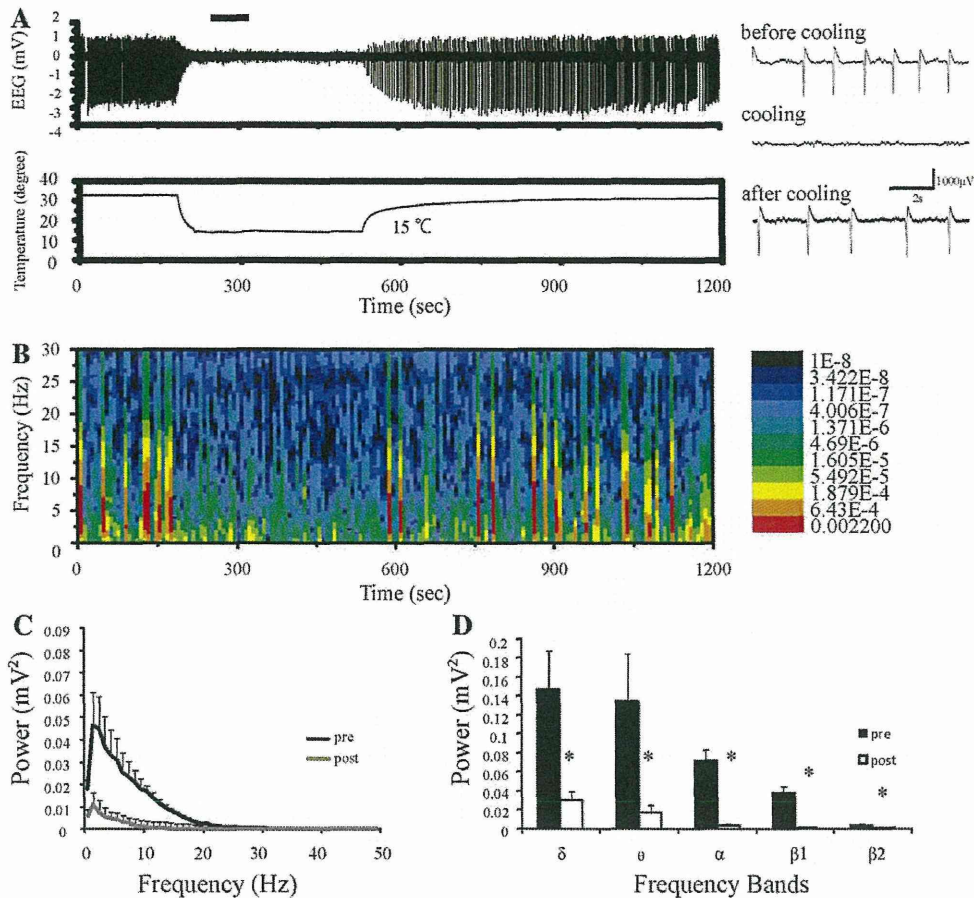 A
EEG (mV)
2
1
0
-1
-2
-3
-4
before cooling
cooling
1000μV
2s
after cooling
Temperature (degree)
40
30
20
10
0
15 ℃
0 300 600 900 1200
Time (sec)
B
Frequency (Hz)
30
25
20
15
10
5
0
0 300 600 900 1200
Time (sec)
1E-8
3.422E-8
1.171E-7
4.006E-7
1.371E-6
4.69E-6
1.605E-5
5.492E-5
1.879E-4
6.43E-4
0.002200
C
Power (mV²)
0.09
0.08
0.07
0.06
0.05
0.04
0.03
0.02
0.01
0
pre
post
0 10 20 30 40 50
Frequency (Hz)
D
Power (mV²)
0.2
0.18
0.16
0.14
0.12
0.1
0.08
0.06
0.04
0.02
0
* * * * *
pre
post
δ θ α β1 β2
Frequency Bands